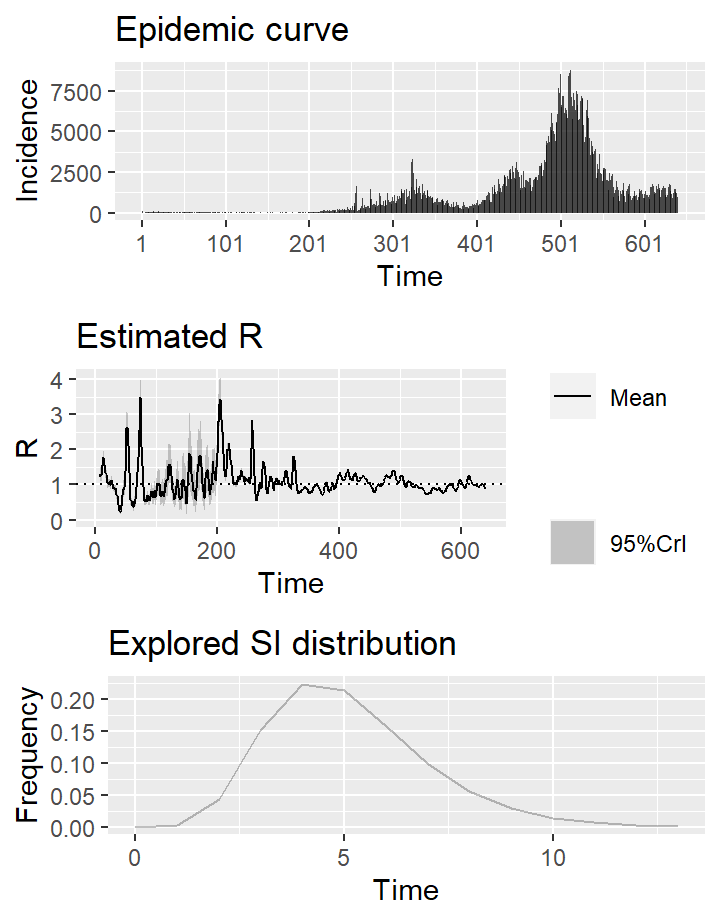 Epidemic curve
Incidence
7500
5000
2500
0
1 101 201 301 401 501 601
Time
Estimated R
R
4
3
2
1
0
0 200 400 600
Time
Mean
95%CrI
Explored SI distribution
Frequency
0.20
0.15
0.10
0.05
0.00
0 5 10
Time